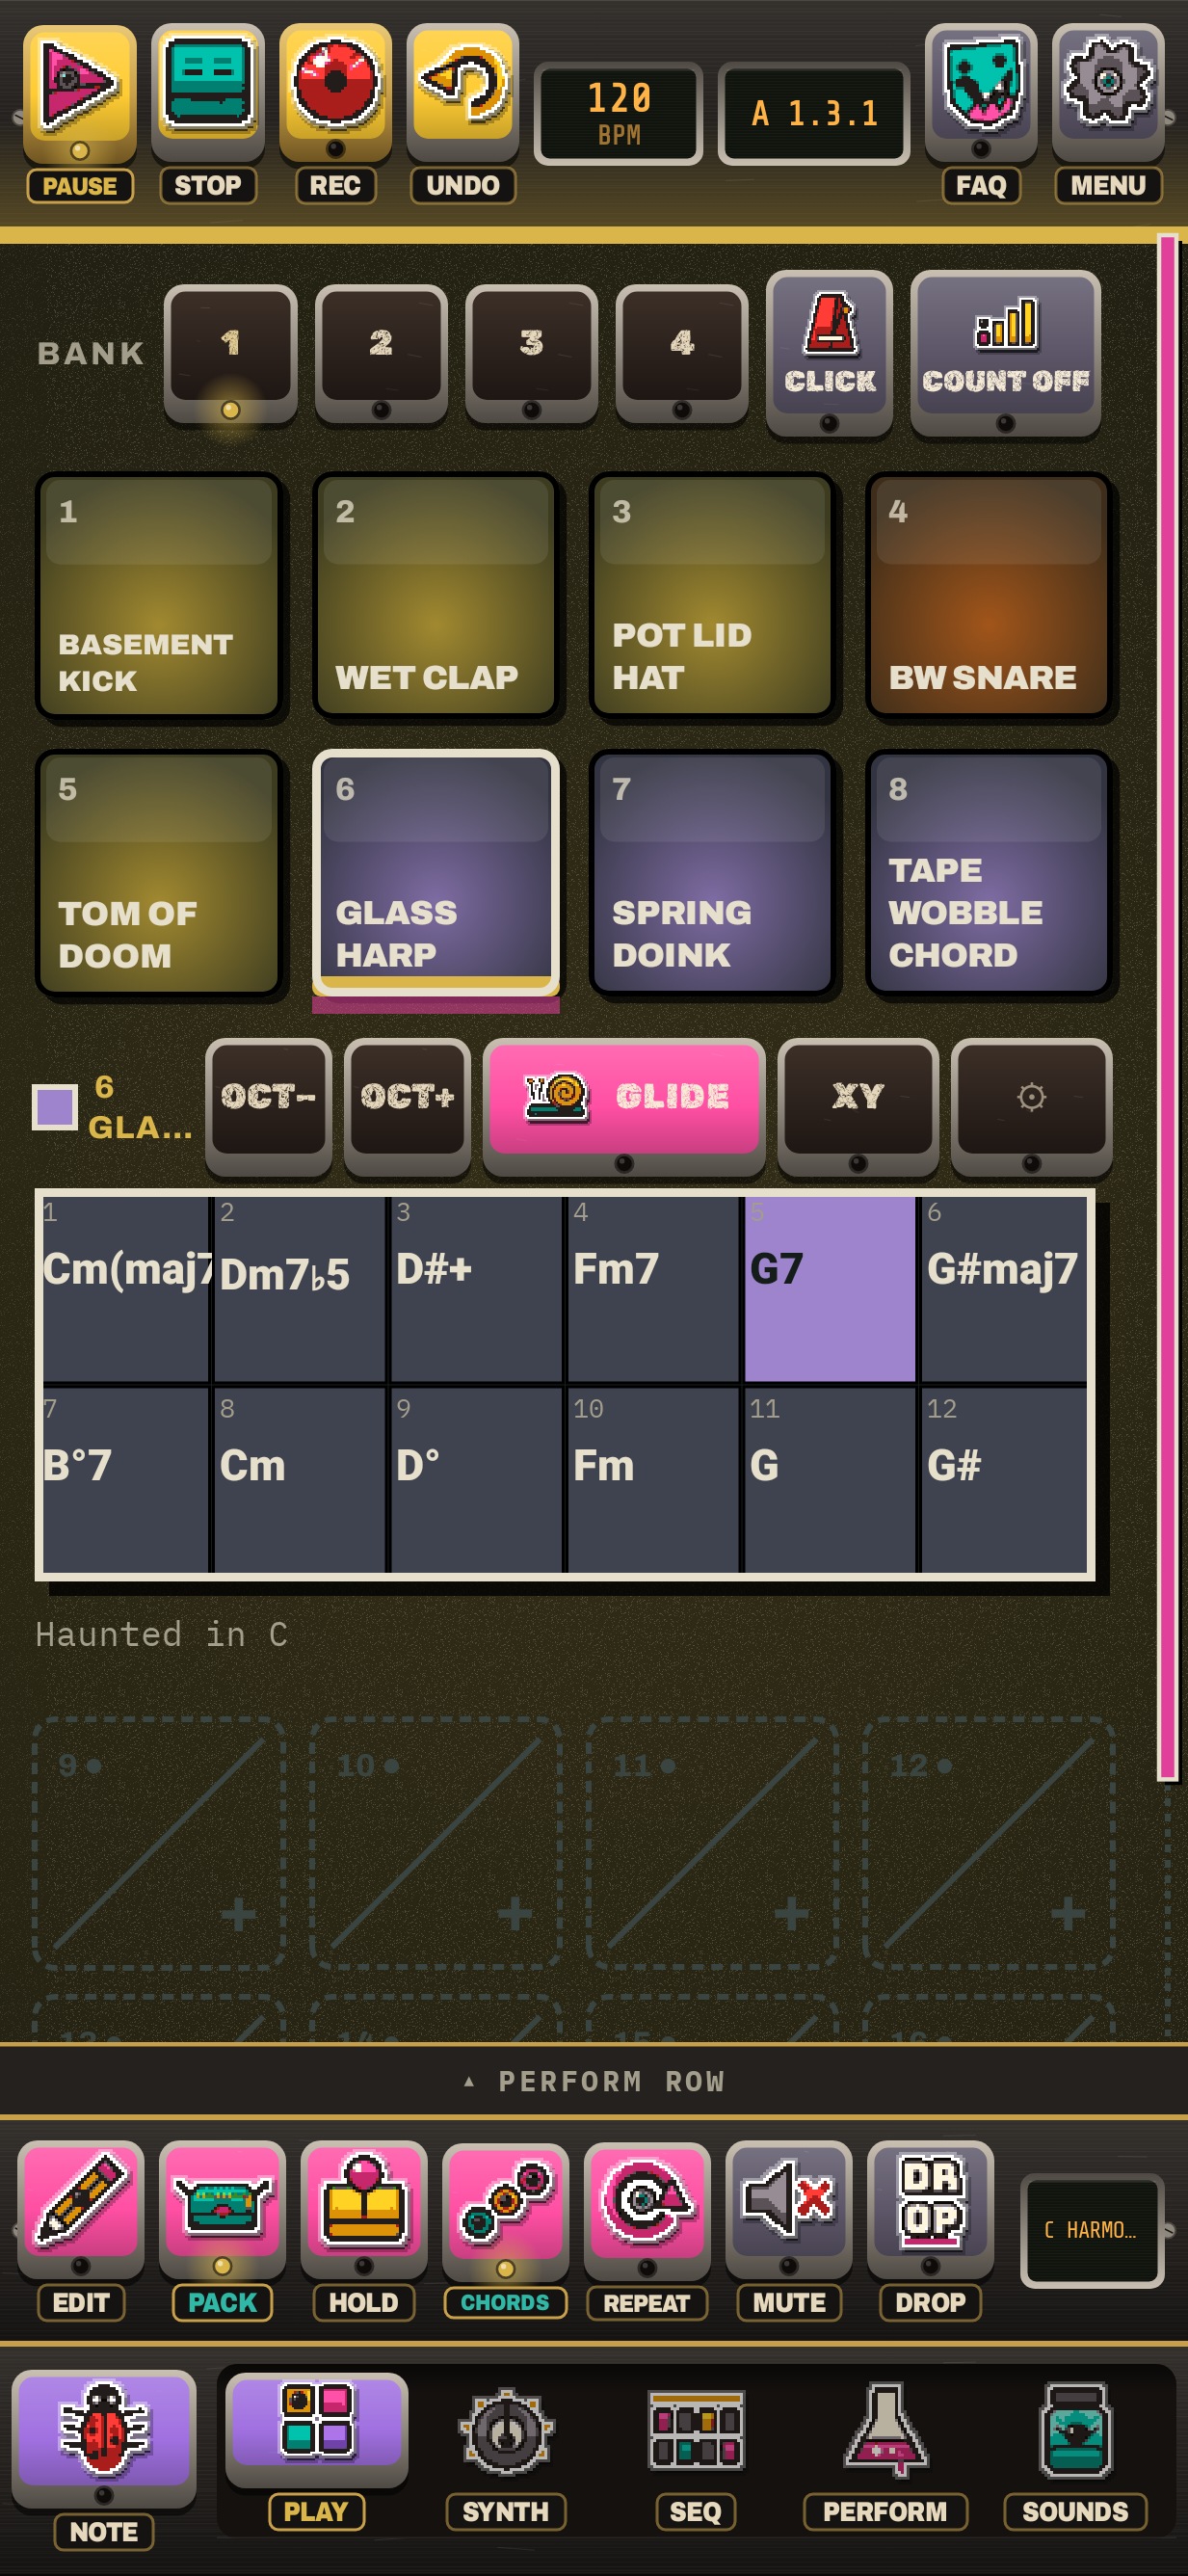 120
BPM
A 1.3.1
PAUSE
STOP
REC
UNDO
FAQ
MENU
BANK
1
2
3
4
CLICK
COUNT OFF
1
BASEMENT
KICK
2
WET CLAP
3
POT LID
HAT
4
BW SNARE
5
TOM OF
DOOM
6
GLASS
HARP
7
SPRING
DOINK
8
TAPE
WOBBLE
CHORD
6
GLA...
OCT-
OCT+
GLIDE
XY
1
Cm(maj7
2
Dm7♭5
3
D#+
4
Fm7
5
G7
6
G#maj7
7
B°7
8
Cm
9
D°
10
Fm
11
G
12
G#
Haunted in C
9
10
11
12
13
14
15
16
▲ PERFORM ROW
DROP
C HARMO...
EDIT
PACK
HOLD
CHORDS
REPEAT
MUTE
DROP
NOTE
PLAY
SYNTH
SEQ
PERFORM
SOUNDS